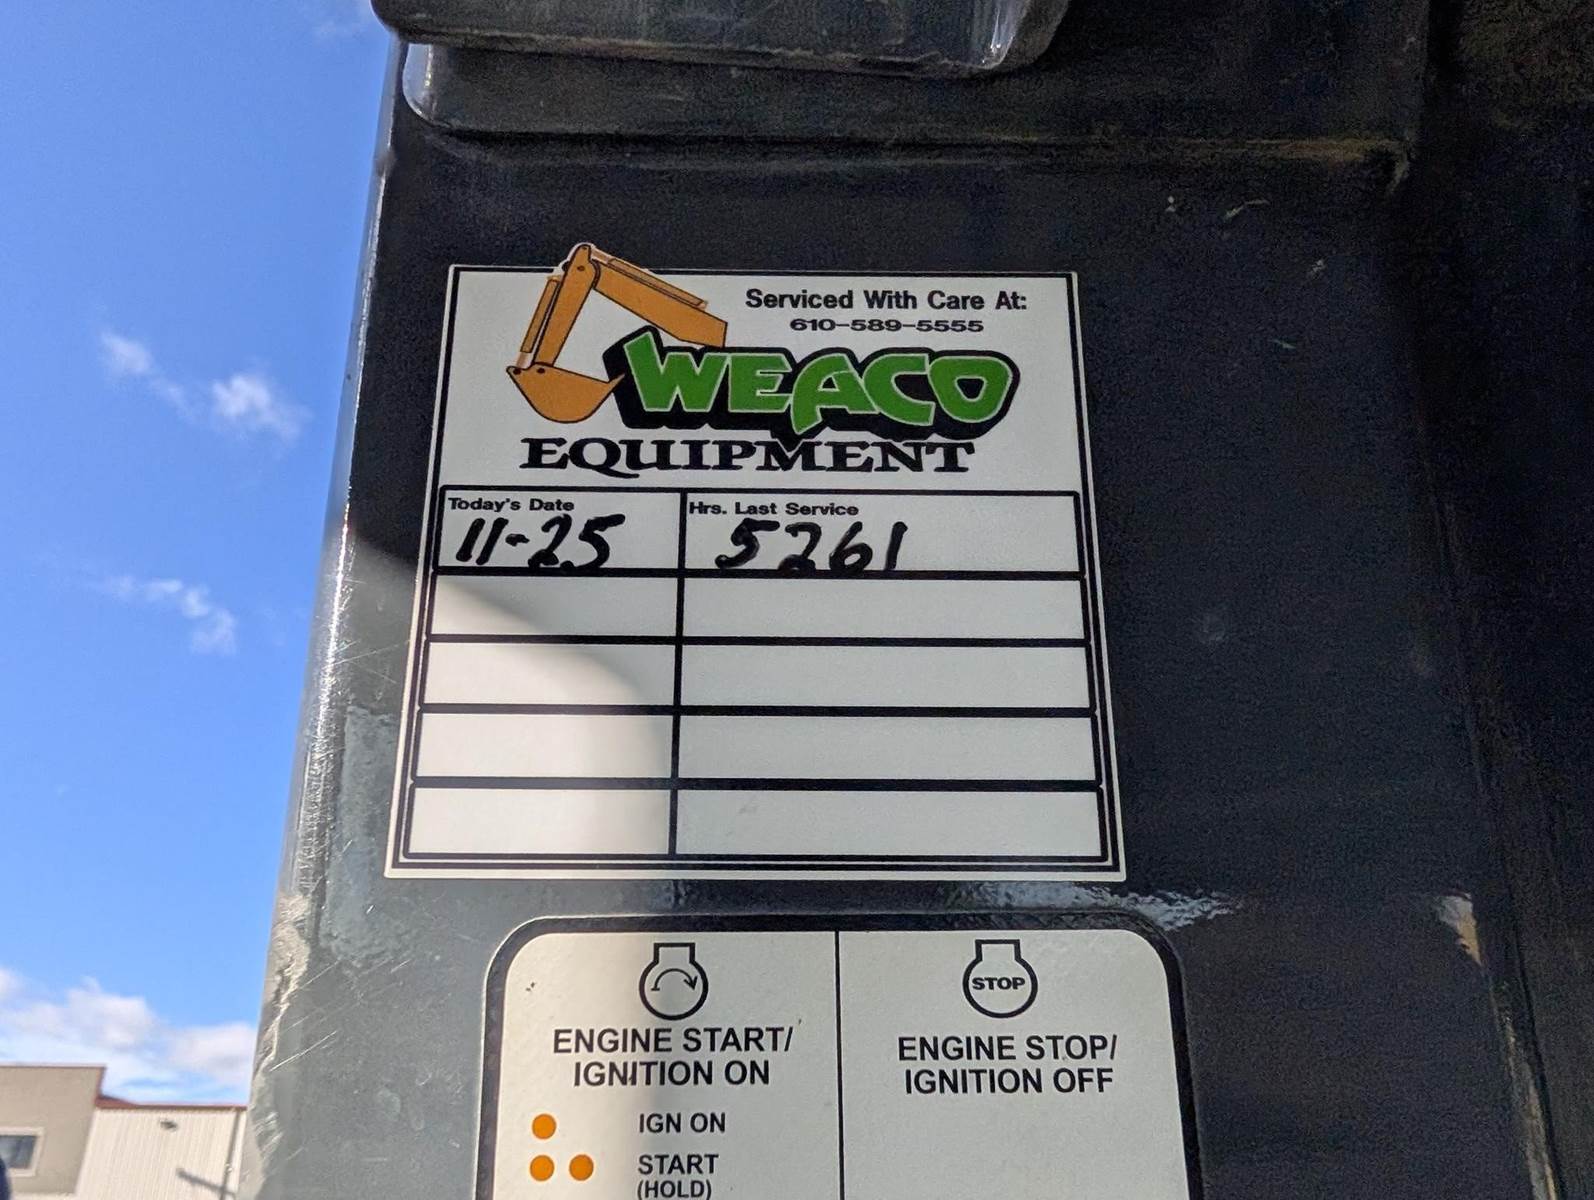 Serviced With Care At:
610-589-5555
WEACO
EQUIPMENT
Today's Date Hrs. Last Service
11-25 5261
STOP
ENGINE START/
IGNITION ON
ENGINE STOP/
IGNITION OFF
IGN ON
START
(HOLD)